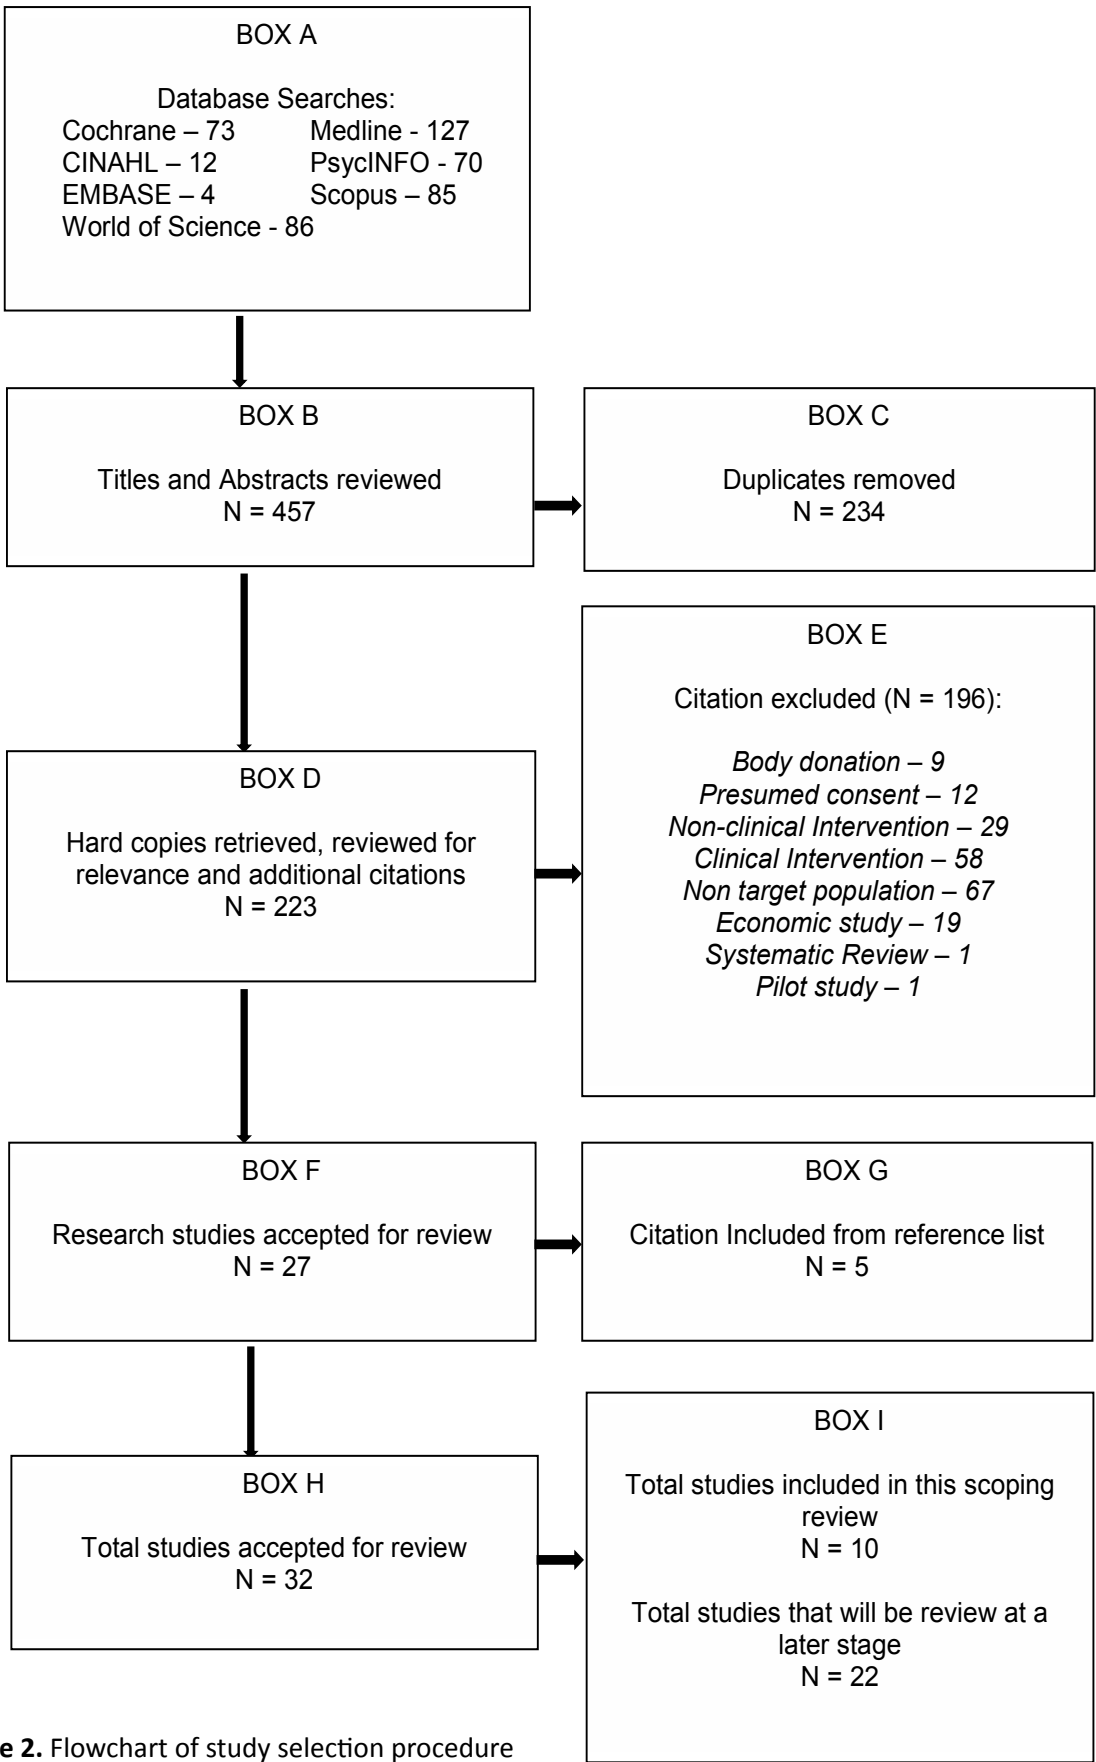 BOX A
Database Searches:
Cochrane – 73 Medline - 127
CINAHL – 12 PsycINFO - 70
EMBASE – 4 Scopus – 85
World of Science - 86
BOX B
Titles and Abstracts reviewed
N = 457
BOX C
Duplicates removed
N = 234
BOX D
Hard copies retrieved, reviewed for
relevance and additional citations
N = 223
BOX E
Citation excluded (N = 196):
Body donation – 9
Presumed consent – 12
Non-clinical Intervention – 29
Clinical Intervention – 58
Non target population – 67
Economic study – 19
Systematic Review – 1
Pilot study – 1
BOX F
Research studies accepted for review
N = 27
BOX G
Citation Included from reference list
N = 5
BOX H
Total studies accepted for review
N = 32
BOX I
Total studies included in this scoping
review
N = 10
Total studies that will be review at a
later stage
N = 22
e 2. Flowchart of study selection procedure